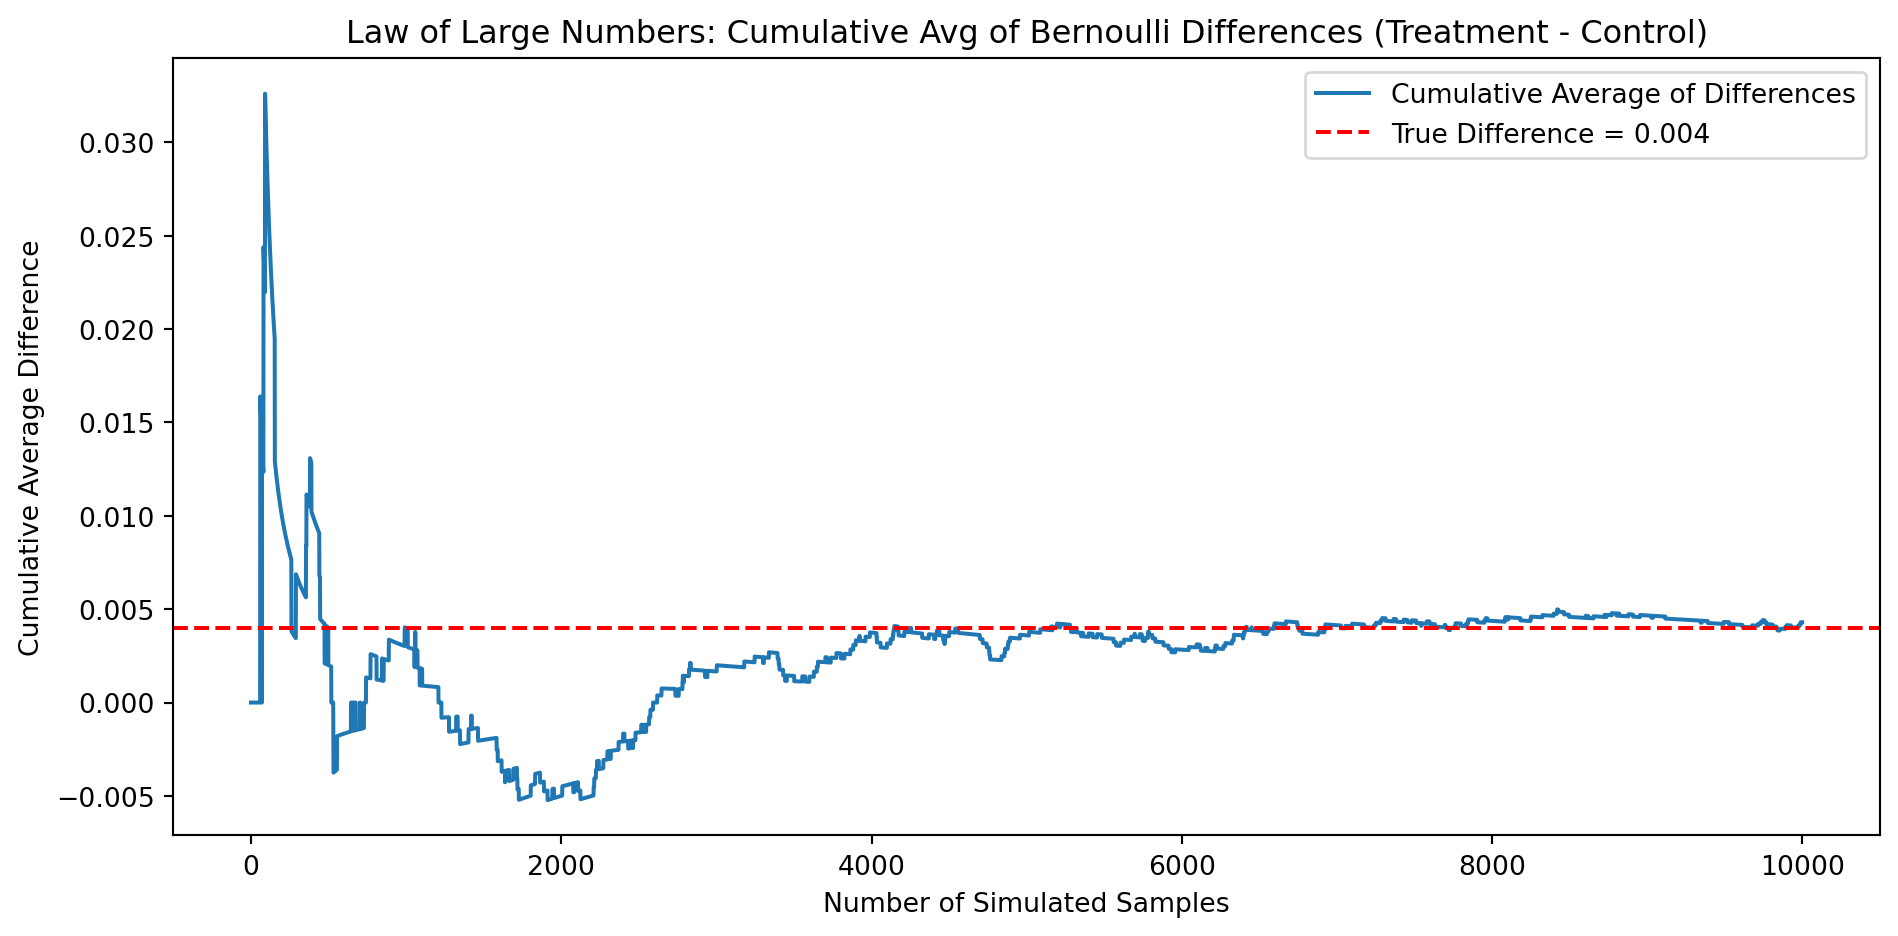 Law of Large Numbers: Cumulative Avg of Bernoulli Differences (Treatment - Control)
Cumulative Average of Differences
True Difference = 0.004
Cumulative Average Difference
0.030
0.025
0.020
0.015
0.010
0.005
0.000
−0.005
0 2000 4000 6000 8000 10000
Number of Simulated Samples